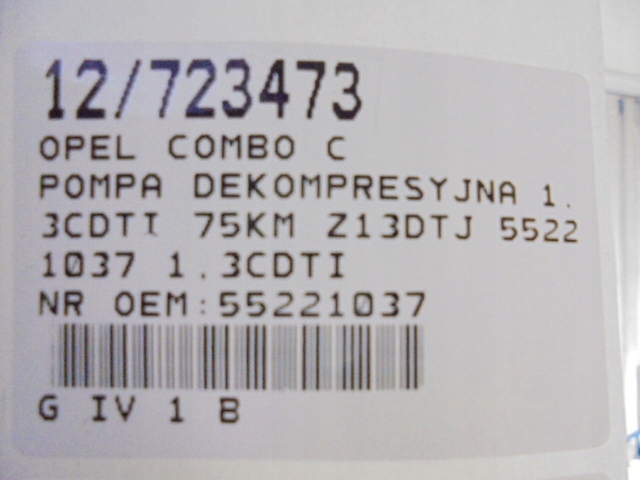 12/723473
OPEL COMBO C
POMPA DEKOMPRESYJNA 1.
3CDTI 75KM Z13DTJ 5522
1037 1.3CDTI
NR OEM:55221037
G IV 1 B